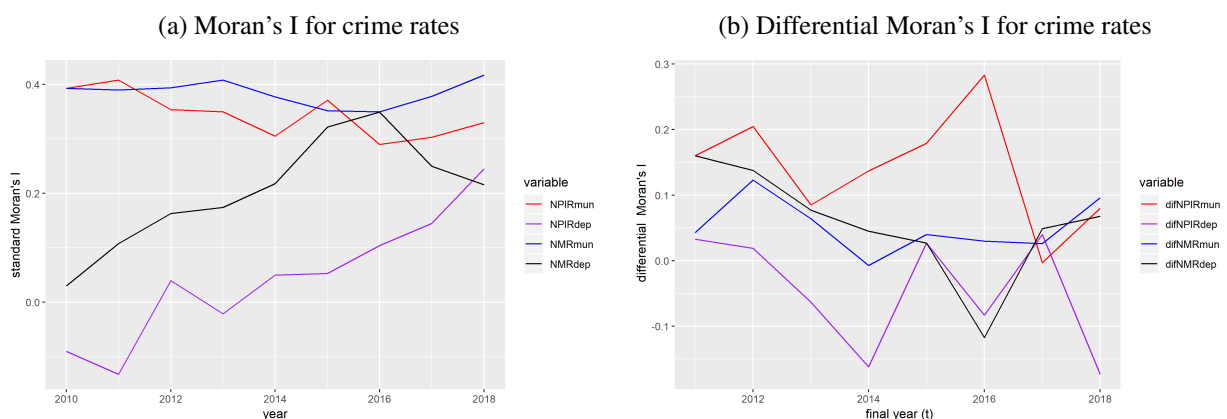 (a) Moran’s I for crime rates
0.4
0.2
0.0
standard Moran's I
2010
2012
2014
2016
2018
year
variable
NPIRmun
NPIRdep
NMRmun
NMRdep
(b) Differential Moran’s I for crime rates
0.3
0.2
0.1
0.0
-0.1
differential Moran's I
2012
2014
2016
2018
final year (t)
variable
difNPIRmun
difNPIRdep
difNMRmun
difNMRdep